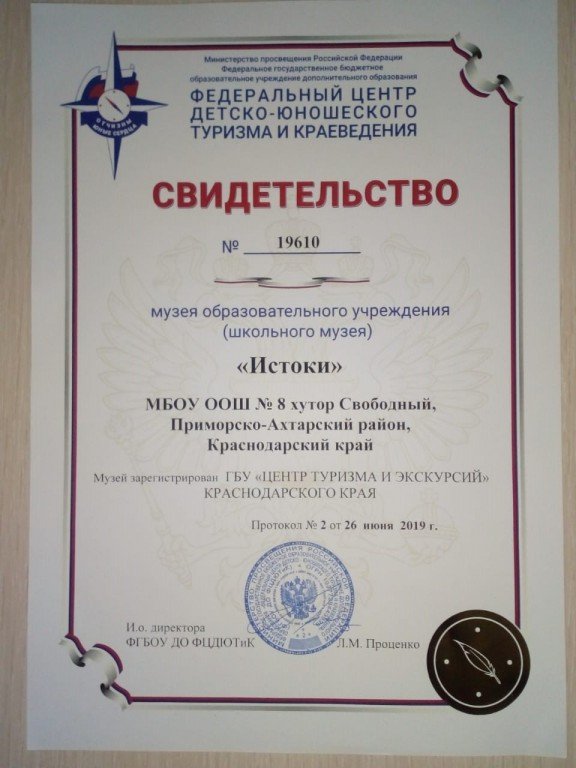 Министерство просвещения Российской Федерации
Федеральное государственное бюджетное
образовательное учреждение дополнительного образования
ФЕДЕРАЛЬНЫЙ ЦЕНТР
ДЕТСКО-ЮНОШЕСКОГО
ТУРИЗМА И КРАЕВЕДЕНИЯ
ОТЧИЗНЫ
ЮНЫЕ СЕРДЦА
СВИДЕТЕЛЬСТВО
№ 19610
музея образовательного учреждения
(школьного музея)
«Истоки»
МБОУ ООШ № 8 хутор Свободный,
Приморско-Ахтарский район,
Краснодарский край
Музей зарегистрирован ГБУ «ЦЕНТР ТУРИЗМА И ЭКСКУРСИЙ»
КРАСНОДАРСКОГО КРАЯ
Протокол № 2 от 26 июня 2019 г.
И.о. директора
ФГБОУ ДО ФЦДЮТиК
Л.М. Проценко